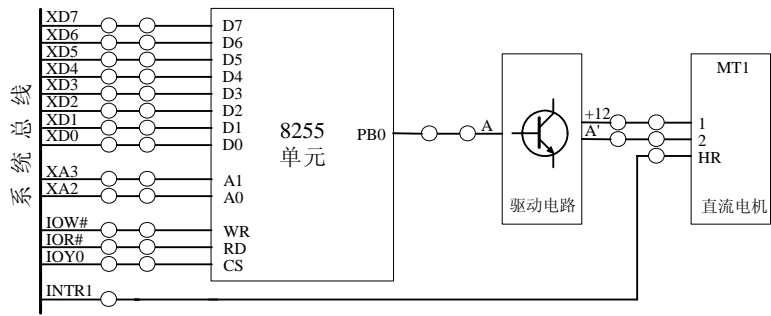 系统总线
XD7
XD6
XD5
XD4
XD3
XD2
XD1
XD0
XA3
XA2
IOW#
IOR#
IOY0
INTR1
D7
D6
D5
D4
D3
D2
D1
D0
A1
A0
WR
RD
CS
8255
单元
PB0
A
驱动电路
+12
A'
MT1
1
2
HR
直流电机